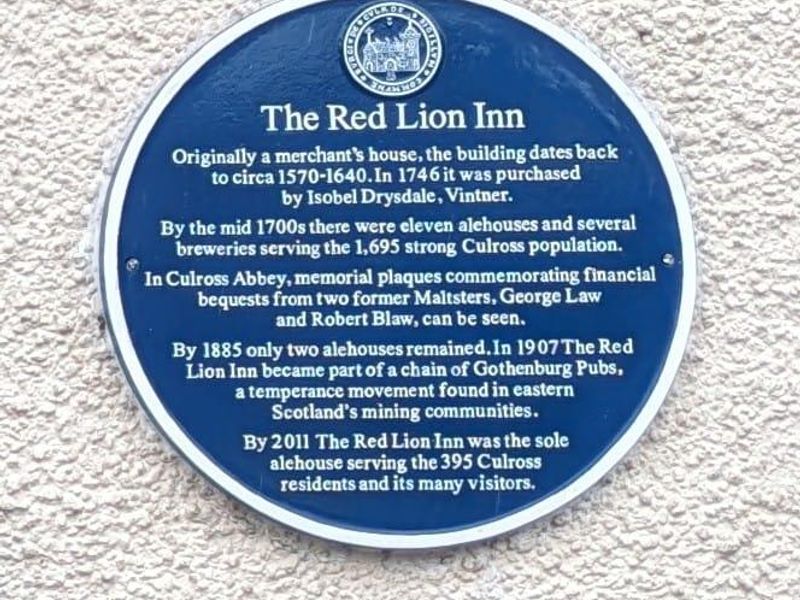 The Red Lion Inn
Originally a merchant's house, the building dates back
to circa 1570-1640. In 1746 it was purchased
by Isobel Drysdale, Vintner.
By the mid 1700s there were eleven alehouses and several
breweries serving the 1,695 strong Culross population.
In Culross Abbey, memorial plaques commemorating financial
bequests from two former Maltsters, George Law
and Robert Blaw, can be seen.
By 1885 only two alehouses remained. In 1907 The Red
Lion Inn became part of a chain of Gothenburg Pubs,
a temperance movement found in eastern
Scotland's mining communities.
By 2011 The Red Lion Inn was the sole
alehouse serving the 395 Culross
residents and its many visitors.